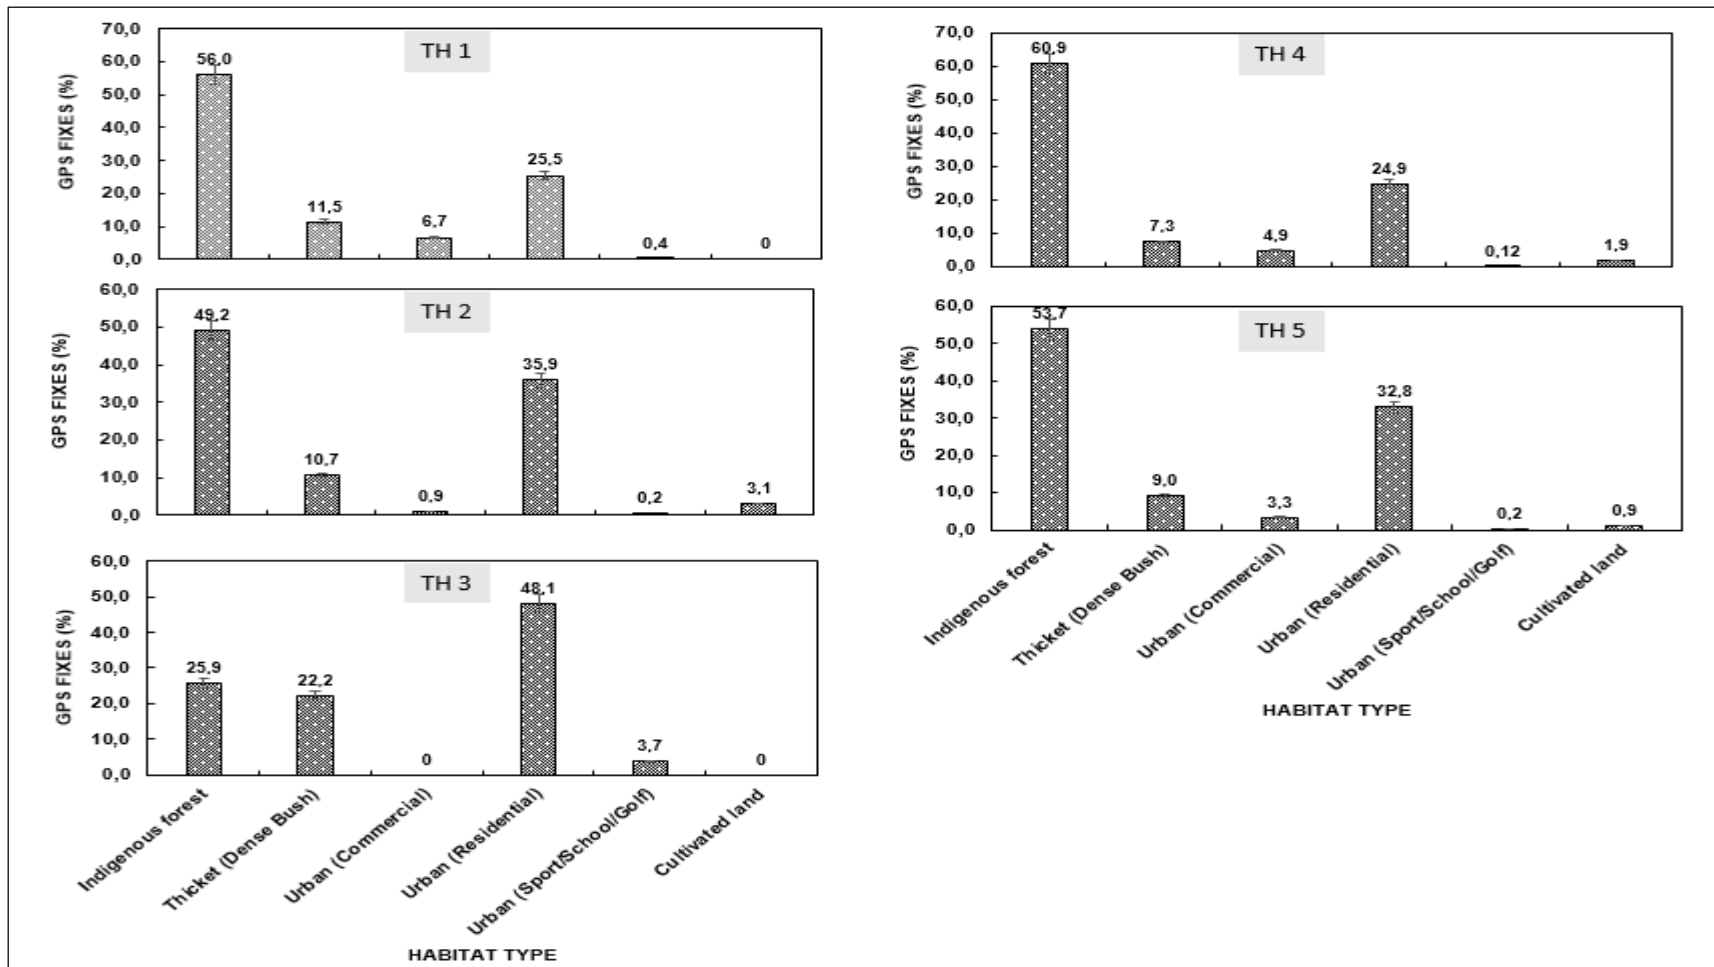 TH 1
GPS FIXES (%)
70,0
60,0
50,0
40,0
30,0
20,0
10,0
0,0
56,0
11,5
6,7
25,5
0,4
0
TH 2
GPS FIXES (%)
60,0
50,0
40,0
30,0
20,0
10,0
0,0
49,2
10,7
0,9
35,9
0,2
3,1
TH 3
GPS FIXES (%)
60,0
50,0
40,0
30,0
20,0
10,0
0,0
25,9
22,2
0
48,1
3,7
0
Indigenous forest
Thicket (Dense Bush)
Urban (Commercial)
Urban (Residential)
Urban (Sport/School/Golf)
Cultivated land
HABITAT TYPE
TH 4
GPS FIXES (%)
70,0
60,0
50,0
40,0
30,0
20,0
10,0
0,0
60,9
7,3
4,9
24,9
0,12
1,9
TH 5
GPS FIXES (%)
60,0
50,0
40,0
30,0
20,0
10,0
0,0
53,7
9,0
3,3
32,8
0,2
0,9
Indigenous forest
Thicket (Dense Bush)
Urban (Commercial)
Urban (Residential)
Urban (Sport/School/Golf)
Cultivated land
HABITAT TYPE